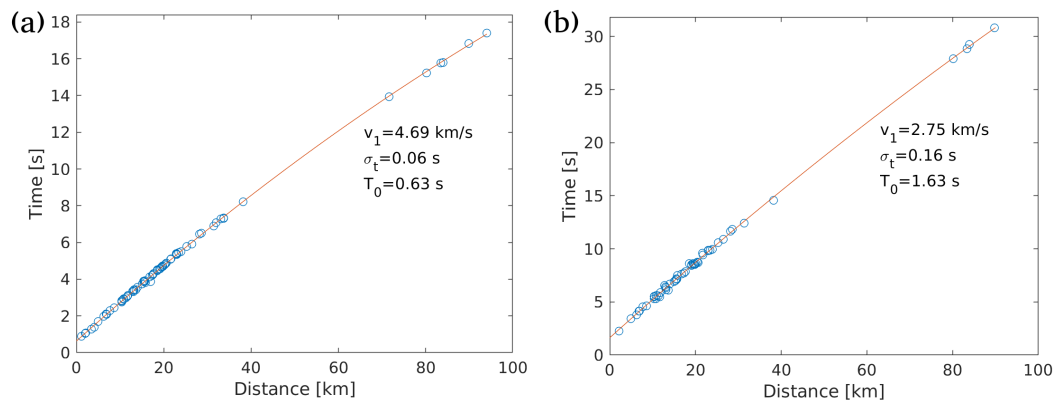 (a)
18
16
14
12
10
8
6
4
2
0
Time [s]
v1=4.69 km/s
σt=0.06 s
T0=0.63 s
0 20 40 60 80 100
Distance [km]
(b)
30
25
20
15
10
5
0
Time [s]
v1=2.75 km/s
σt=0.16 s
T0=1.63 s
0 20 40 60 80 100
Distance [km]